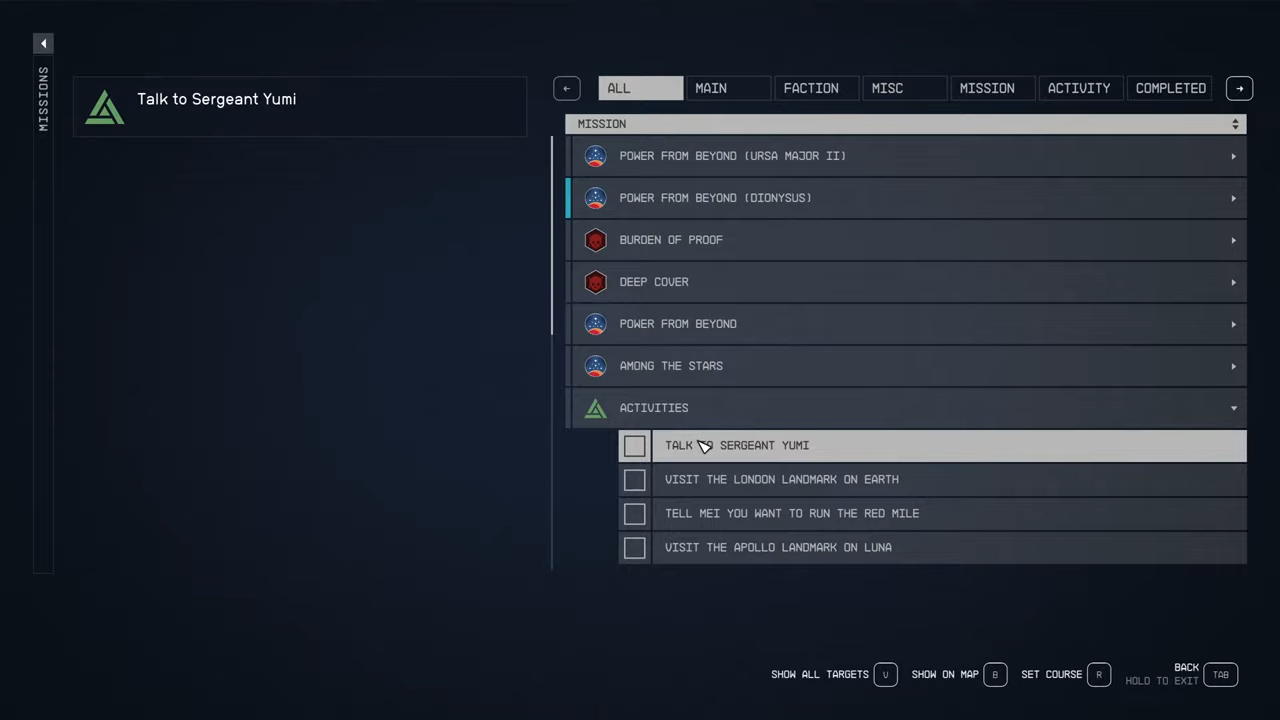 MISSIONS
Talk to Sergeant Yumi
ALL
MAIN
FACTION
MISC
MISSION
ACTIVITY
COMPLETED
MISSION
POWER FROM BEYOND (URSA MAJOR II)
POWER FROM BEYOND (DIONYSUS)
BURDEN OF PROOF
DEEP COVER
POWER FROM BEYOND
AMONG THE STARS
ACTIVITIES
TALK TO SERGEANT YUMI
VISIT THE LONDON LANDMARK ON EARTH
TELL MEI YOU WANT TO RUN THE RED MILE
VISIT THE APOLLO LANDMARK ON LUNA
SHOW ALL TARGETS V
SHOW ON MAP B
SET COURSE R
BACK TAB
HOLD TO EXIT